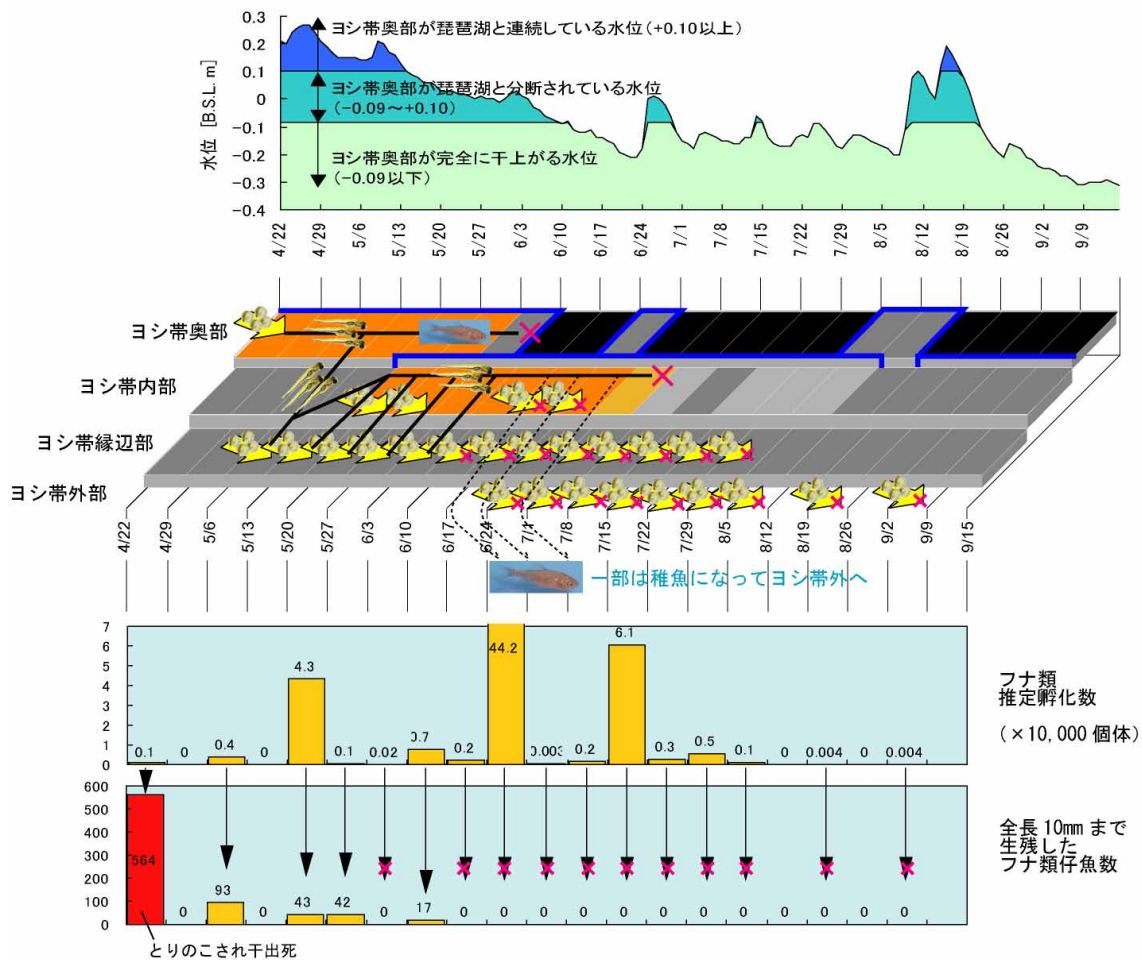 水位 [B.S.L. m]
0.3
0.2
0.1
0
-0.1
-0.2
-0.3
-0.4
ヨシ帯奥部が琵琶湖と連続している水位(+0.10以上)
ヨシ帯奥部が琵琶湖と分断されている水位
(-0.09～+0.10)
ヨシ帯奥部が完全に干上がる水位
(-0.09以下)
4/22 4/29 5/6 5/13 5/20 5/27 6/3 6/10 6/17 6/24 7/1 7/8 7/15 7/22 7/29 8/5 8/12 8/19 8/26 9/2 9/9
ヨシ帯奥部
ヨシ帯内部
ヨシ帯縁辺部
ヨシ帯外部
4/22 4/29 5/6 5/13 5/20 5/27 6/3 6/10 6/17 6/24 7/1 7/8 7/15 7/22 7/29 8/5 8/12 8/19 8/26 9/2 9/9 9/15
一部は稚魚になってヨシ帯外へ
7
6
5
4
3
2
1
0
0.1 0 0.4 0 4.3 0.1 0.02 0.7 0.2 44.2 0.003 0.2 6.1 0.3 0.5 0.1 0 0.004 0 0.004
フナ類
推定孵化数
(×10,000 個体)
600
500
400
300
200
100
0
564 0 93 0 43 42 0 17 0 0 0 0 0 0 0 0 0 0 0 0
全長10mmまで
生残した
フナ類仔魚数
とりのこされ干出死